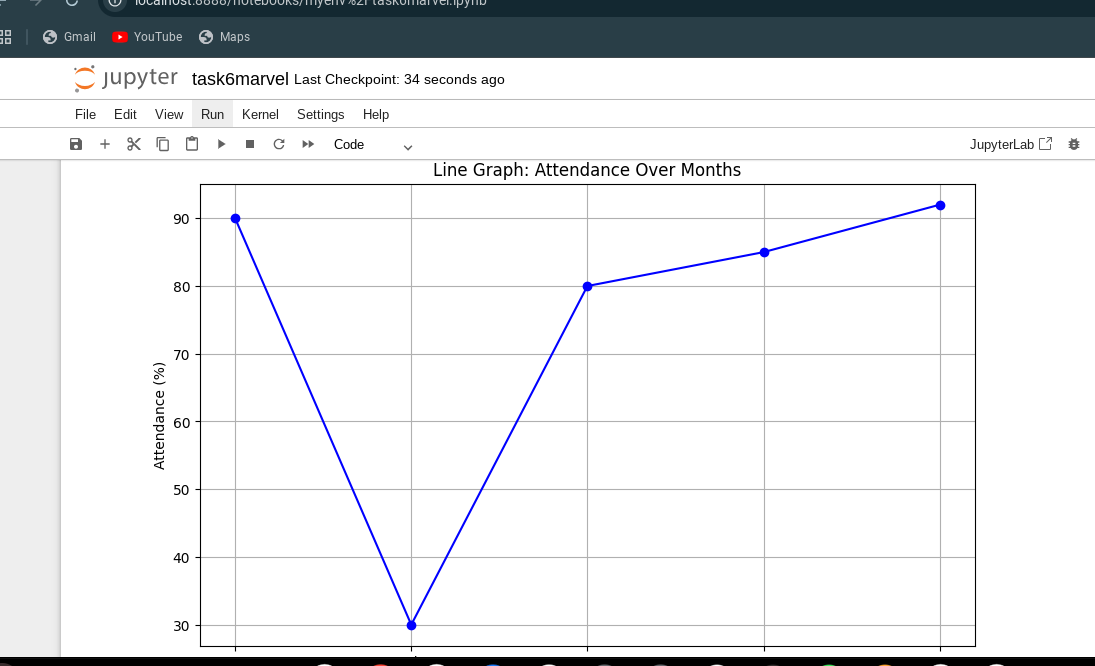 localhost:8888/notebooks/myenv%2Ftask6marvel.ipynb
Gmail YouTube Maps
jupyter task6marvel Last Checkpoint: 34 seconds ago
File Edit View Run Kernel Settings Help
Code JupyterLab
Line Graph: Attendance Over Months
90
80
70
60
50
40
30
Attendance (%)